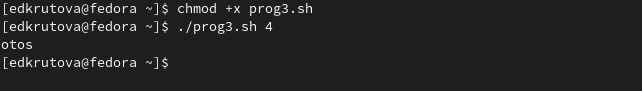 [edkrutova@fedora ~]$ chmod +x prog3.sh
[edkrutova@fedora ~]$ ./prog3.sh 4
otos
[edkrutova@fedora ~]$